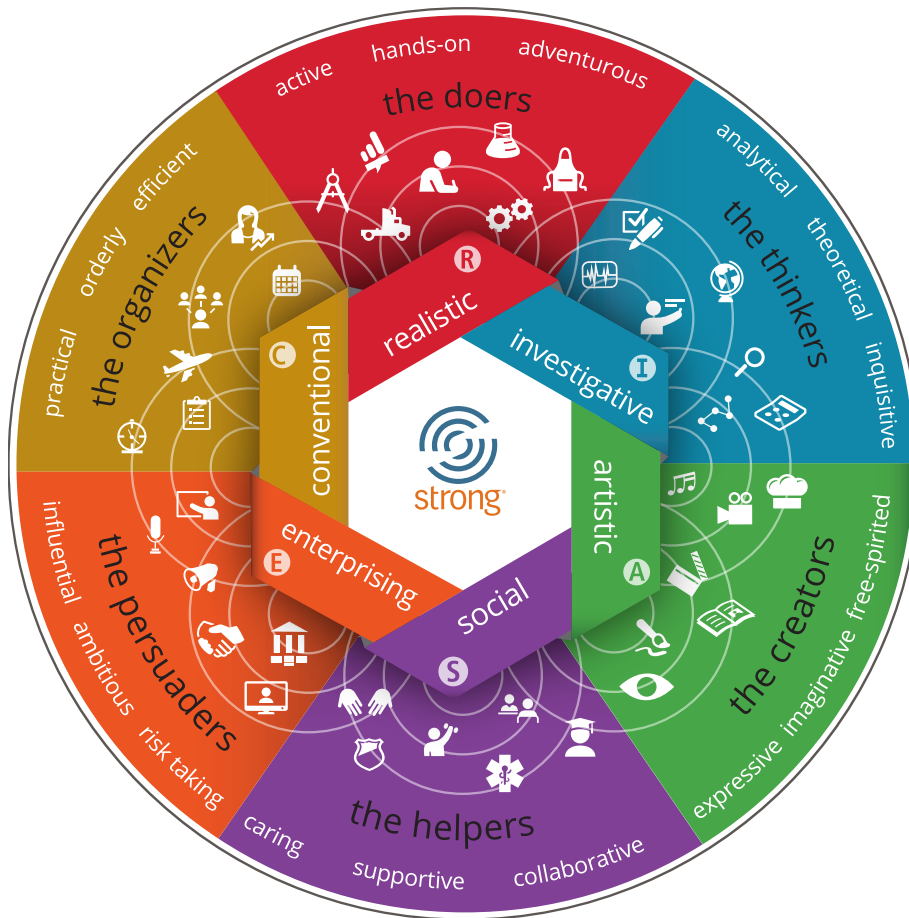 active
hands-on
adventurous
the doers
R
realistic
analytical
theoretical
inquisitive
the thinkers
I
investigative
free-spirited
imaginative
expressive
the creators
A
artistic
caring
supportive
collaborative
the helpers
S
social
influential
ambitious
risk taking
the persuaders
E
enterprising
practical
orderly
efficient
the organizers
C
conventional
strong®